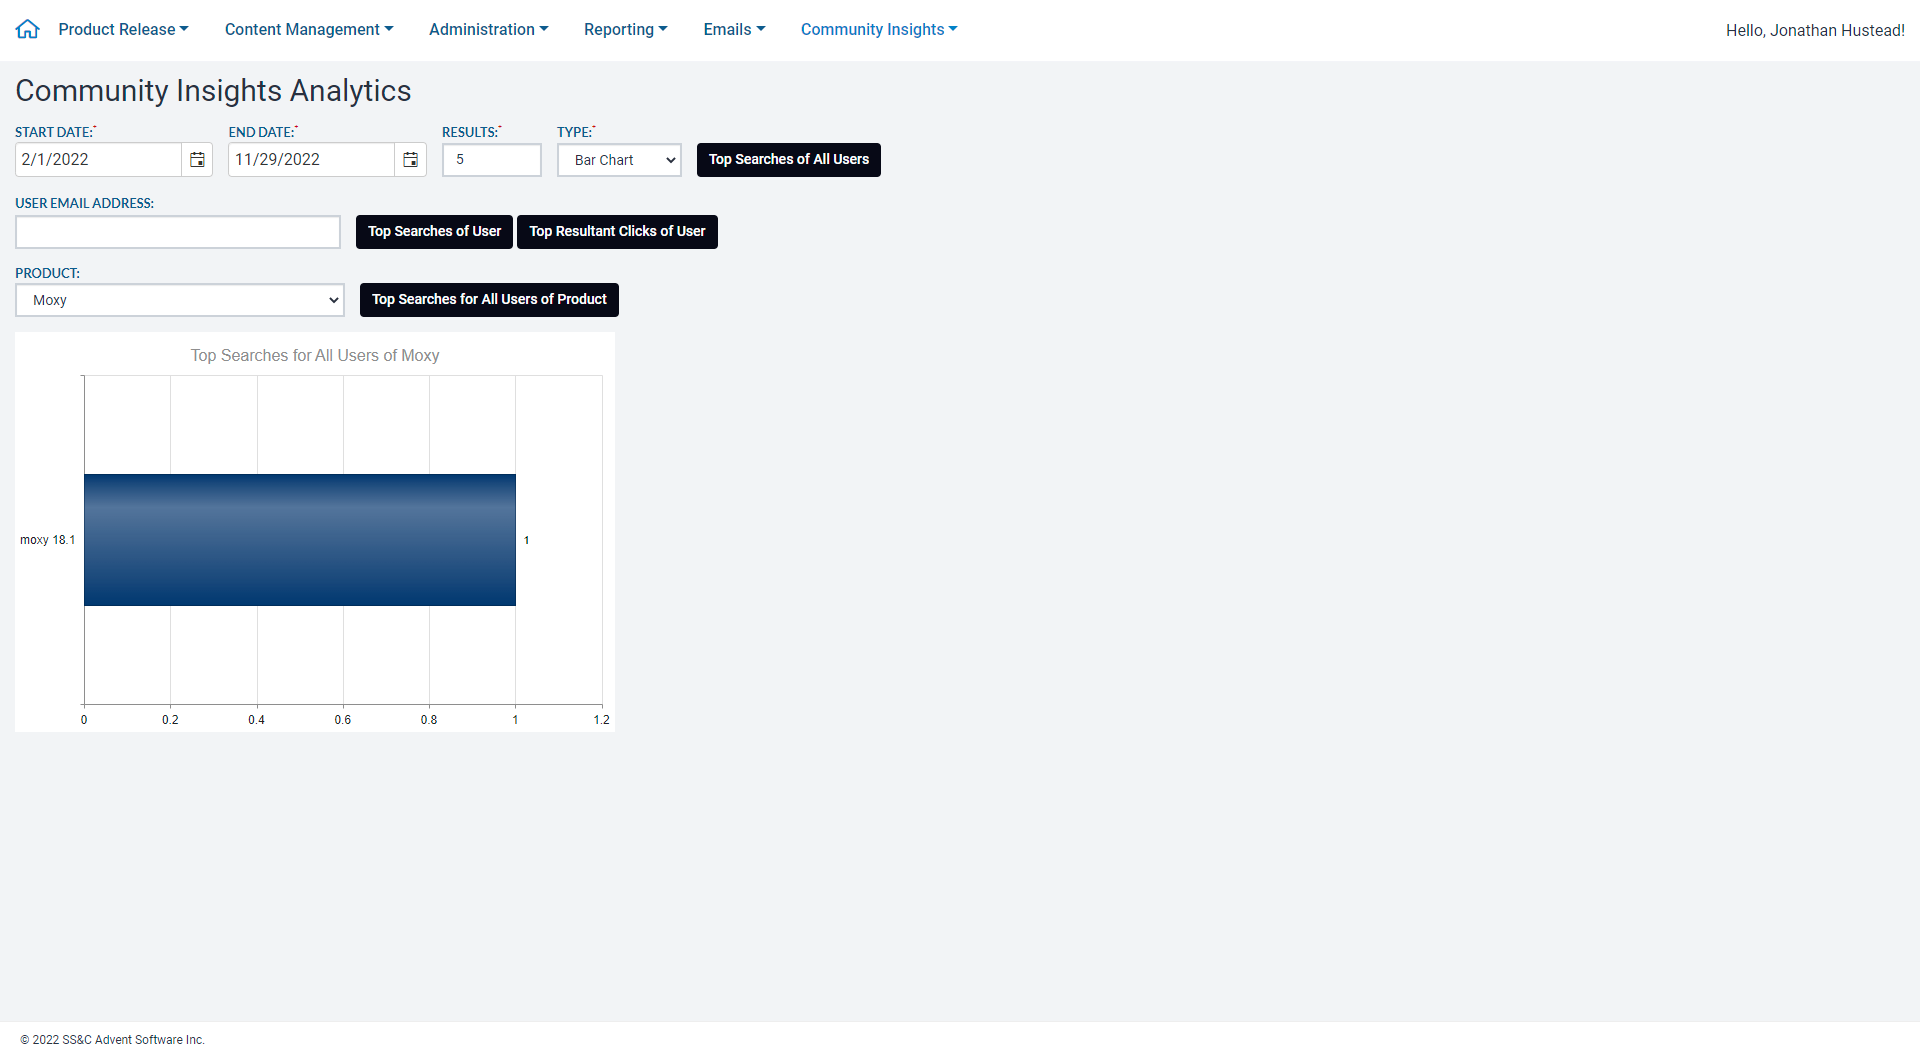 Product Release Content Management Administration Reporting Emails Community Insights Hello, Jonathan Hustead!
Community Insights Analytics
START DATE:* END DATE:* RESULTS:* TYPE:*
2/1/2022 11/29/2022 5 Bar Chart Top Searches of All Users
USER EMAIL ADDRESS:
Top Searches of User Top Resultant Clicks of User
PRODUCT:
Moxy Top Searches for All Users of Product
Top Searches for All Users of Moxy
moxy 18.1 1
0 0.2 0.4 0.6 0.8 1 1.2
© 2022 SS&C Advent Software Inc.